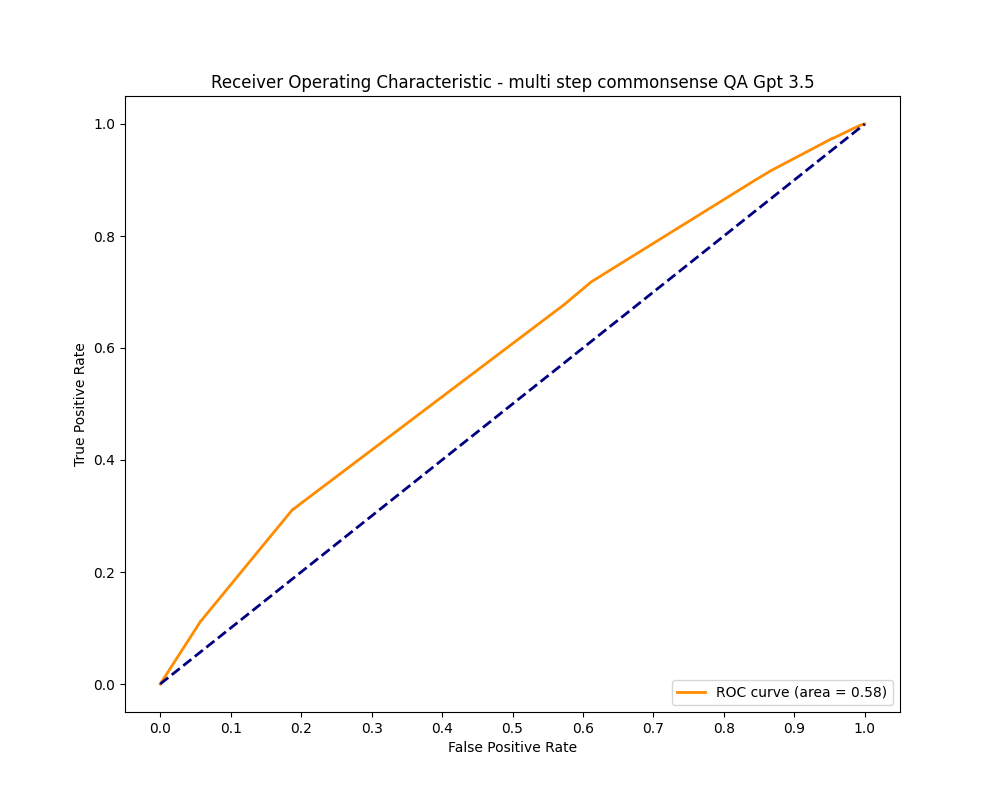 Receiver Operating Characteristic - multi step commonsense QA Gpt 3.5
1.0
0.8
0.6
0.4
0.2
0.0
True Positive Rate
ROC curve (area = 0.58)
0.0 0.1 0.2 0.3 0.4 0.5 0.6 0.7 0.8 0.9 1.0
False Positive Rate